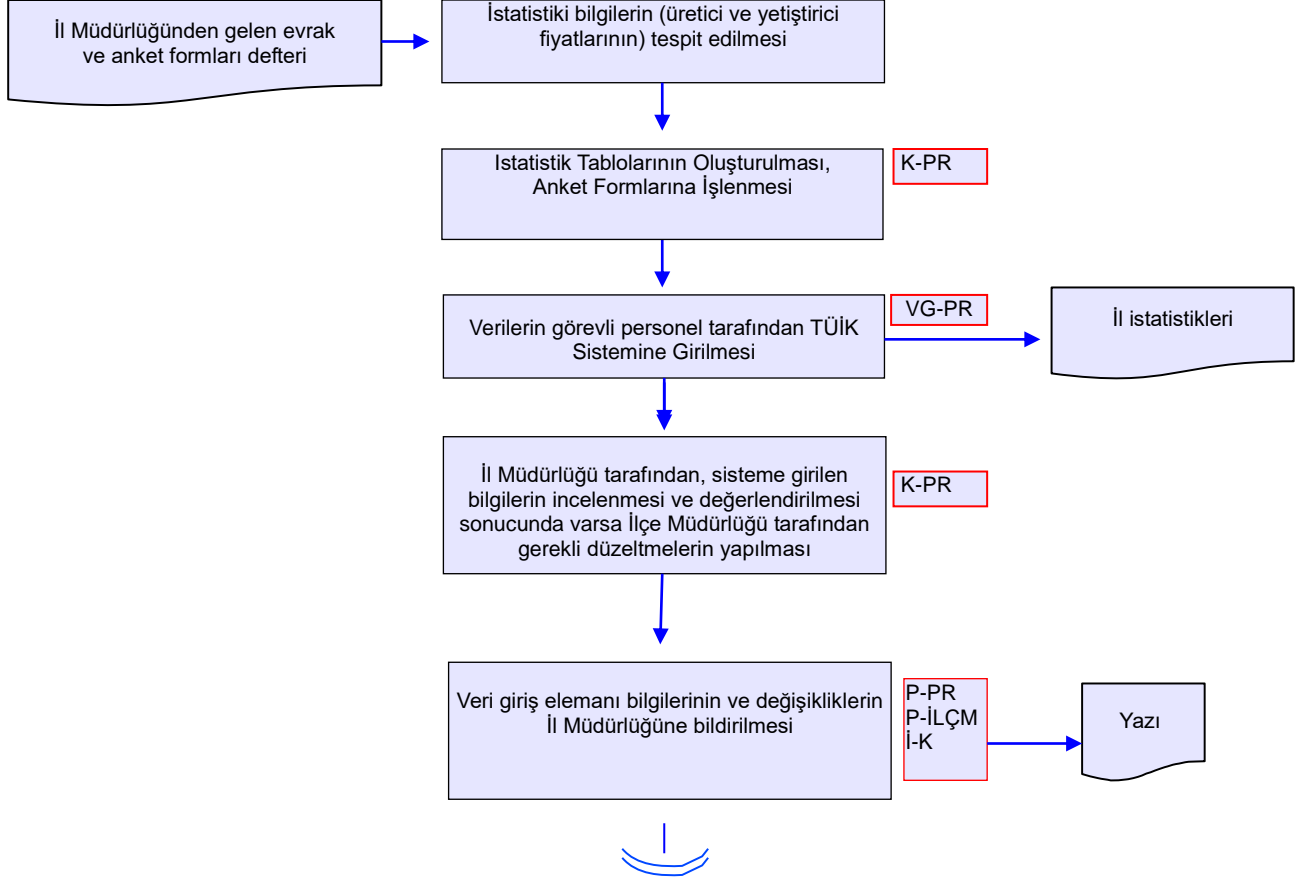 İl Müdürlüğünden gelen evrak
ve anket formları defteri
İstatistiki bilgilerin (üretici ve yetiştirici
fiyatlarının) tespit edilmesi
Istatistik Tablolarının Oluşturulması,
Anket Formlarına İşlenmesi
K-PR
Verilerin görevli personel tarafından TÜİK
Sistemine Girilmesi
VG-PR
İl istatistikleri
İl Müdürlüğü tarafından, sisteme girilen
bilgilerin incelenmesi ve değerlendirilmesi
sonucunda varsa İlçe Müdürlüğü tarafından
gerekli düzeltmelerin yapılması
K-PR
Veri giriş elemanı bilgilerinin ve değişikliklerin
İl Müdürlüğüne bildirilmesi
P-PR
P-İLÇM
İ-K
Yazı